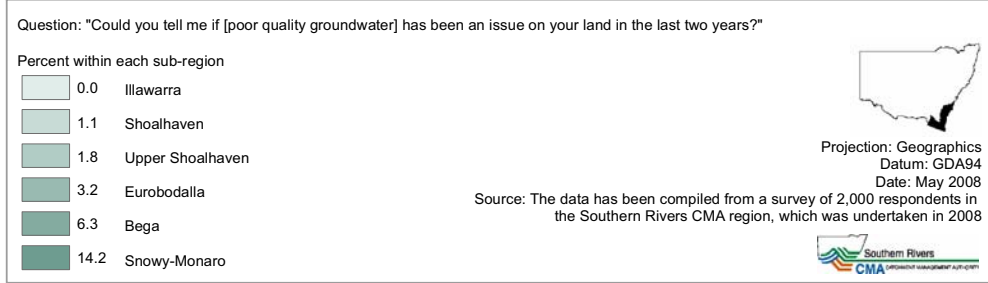 Question: "Could you tell me if [poor quality groundwater] has been an issue on your land in the last two years?"
Percent within each sub-region
0.0 Illawarra
1.1 Shoalhaven
1.8 Upper Shoalhaven
3.2 Eurobodalla
6.3 Bega
14.2 Snowy-Monaro
Projection: Geographics
Datum: GDA94
Date: May 2008
Source: The data has been compiled from a survey of 2,000 respondents in
the Southern Rivers CMA region, which was undertaken in 2008
Southern Rivers
CMA CATCHMENT MANAGEMENT AUTHORITY